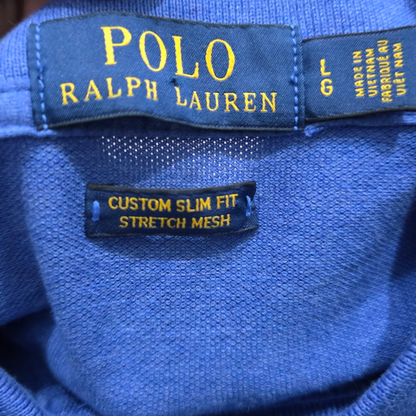 POLO
RALPH LAUREN
L
G
MADE IN
VIETNAM
FABRIQUÉ AU
VIET NAM
CUSTOM SLIM FIT
STRETCH MESH